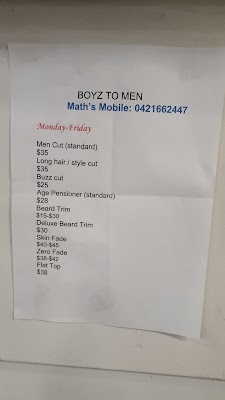 BOYZ TO MEN
Math's Mobile: 0421662447
Monday-Friday
Men Cut (standard)
$35
Long hair / style cut
$35
Buzz cut
$25
Age Pensioner (standard)
$28
Beard Trim
$15-$30
Deluxe Beard Trim
$30
Skin Fade
$40-$45
Zero Fade
$38-$42
Flat Top
$38